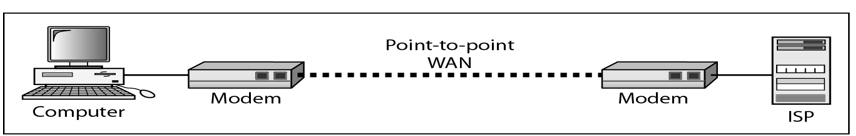 Point-to-point
WAN
Computer
Modem
Modem
ISP